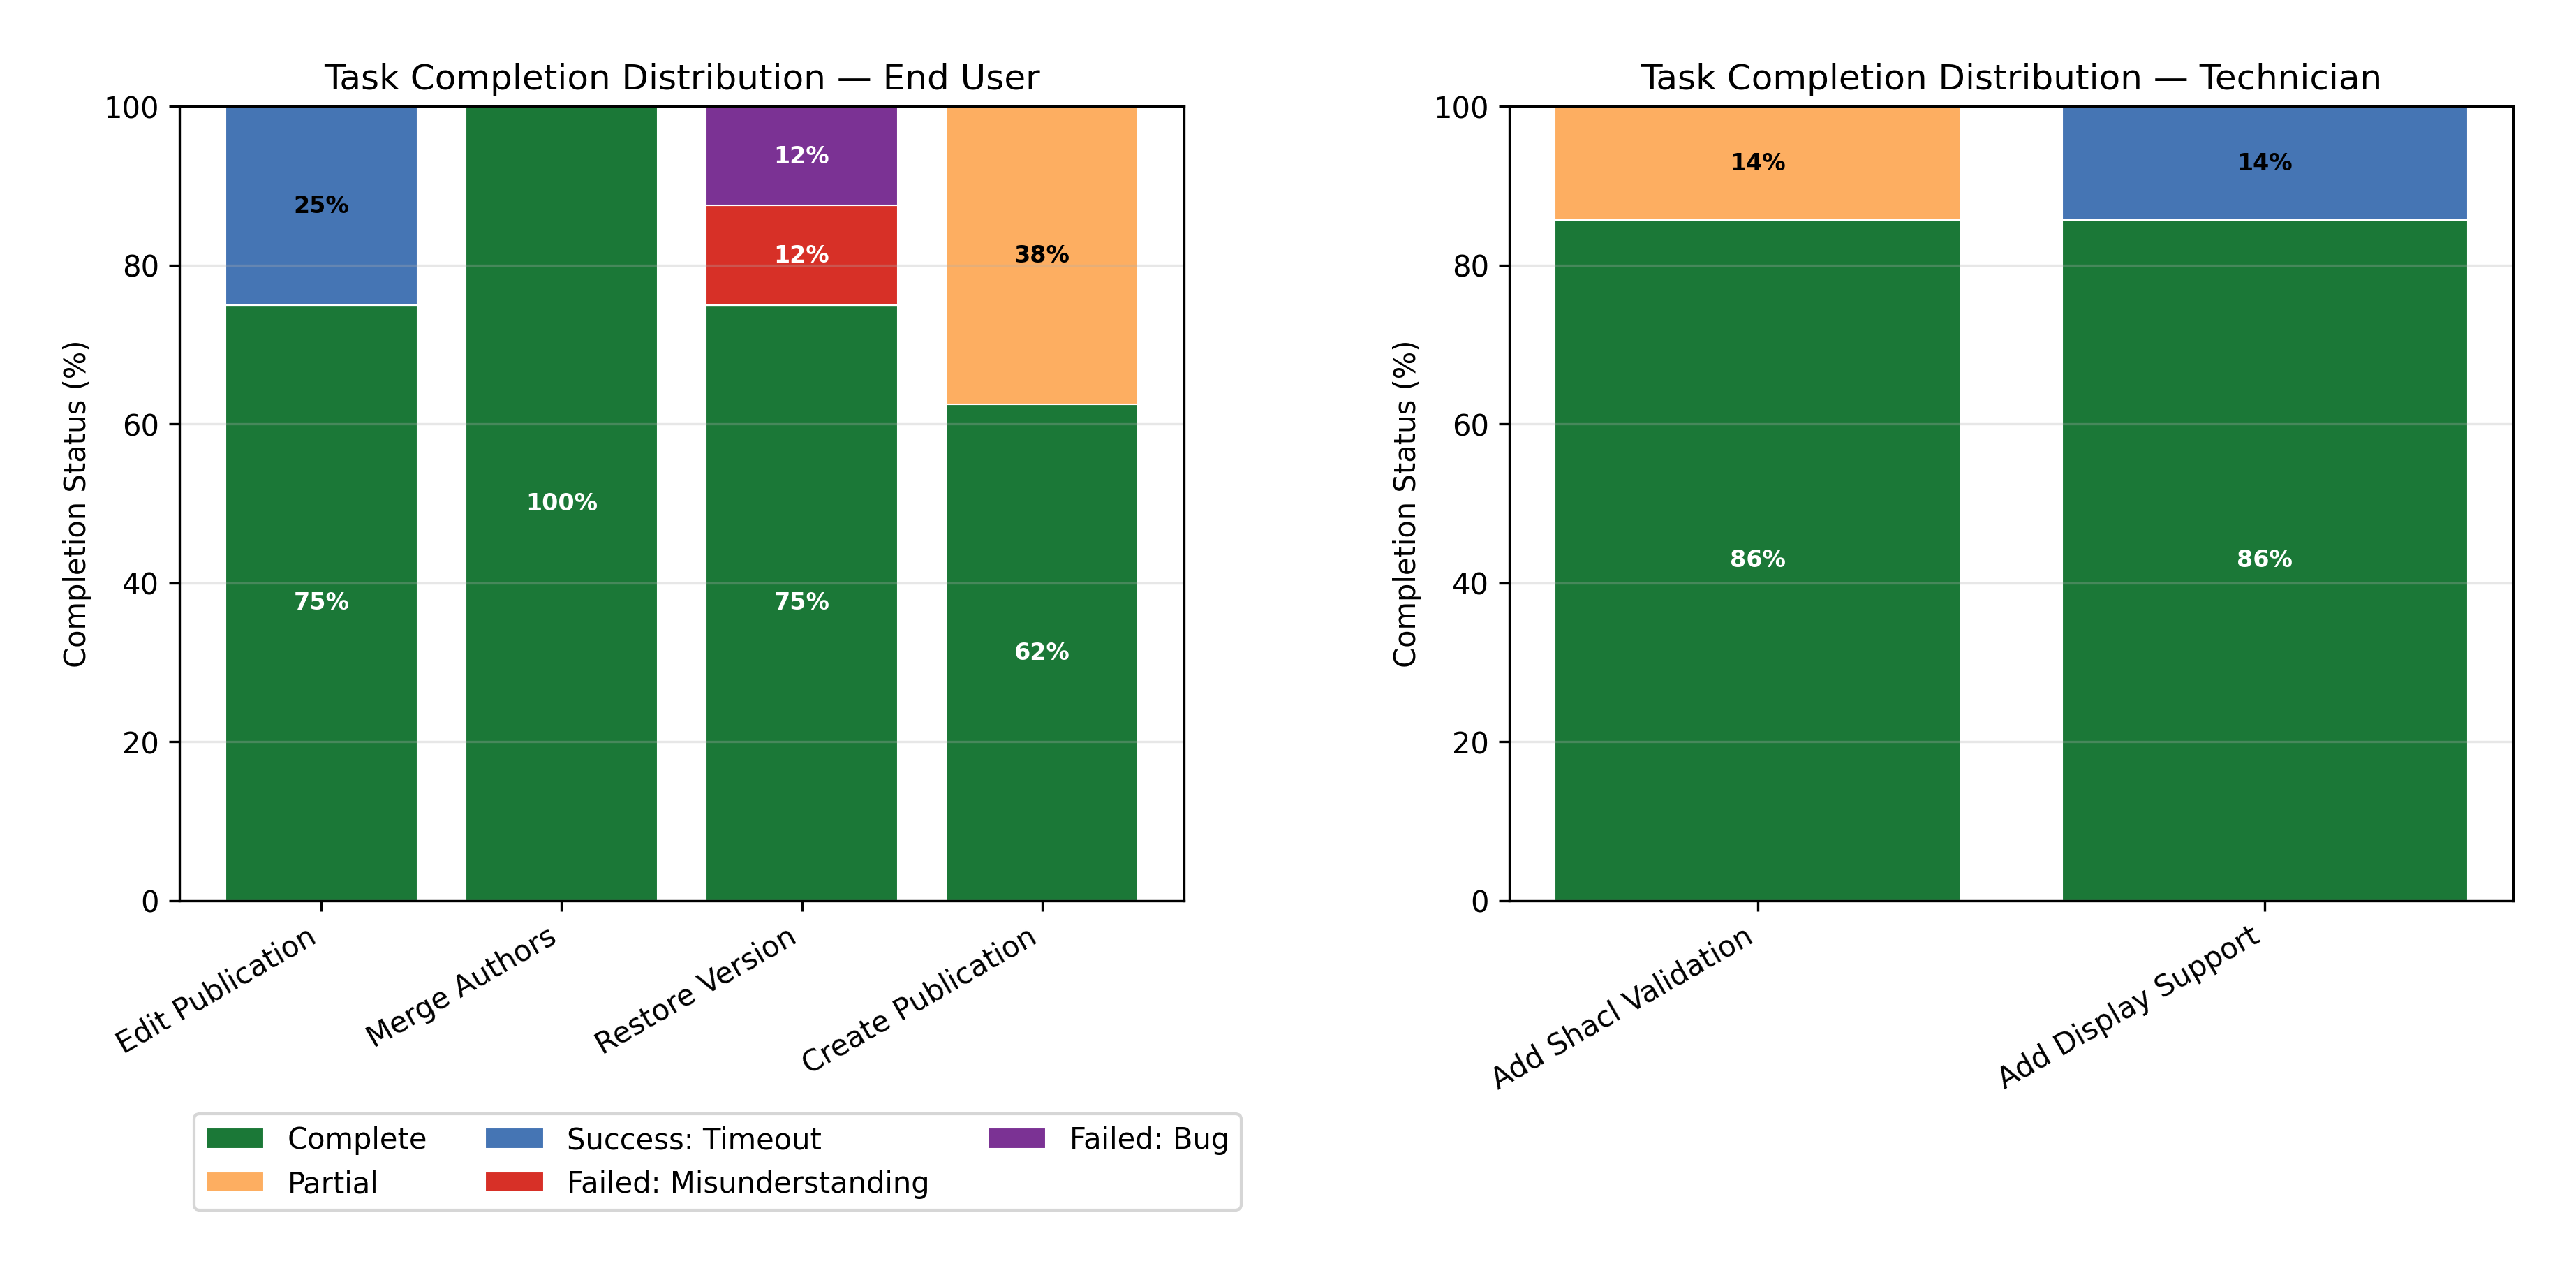 Task Completion Distribution — End User
Completion Status (%)
100
80
60
40
20
0
25%
75%
100%
12%
12%
75%
38%
62%
Edit Publication
Merge Authors
Restore Version
Create Publication
Complete
Partial
Success: Timeout
Failed: Misunderstanding
Failed: Bug
Task Completion Distribution — Technician
Completion Status (%)
100
80
60
40
20
0
14%
86%
14%
86%
Add Shacl Validation
Add Display Support